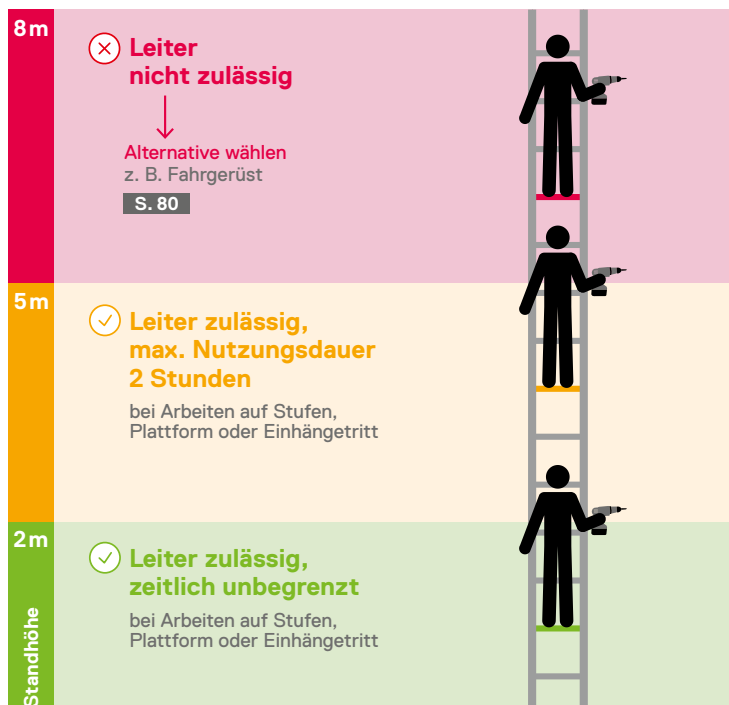 8 m
Leiter
nicht zulässig
Alternative wählen
z. B. Fahrgerüst
S. 80
5 m
Leiter zulässig,
max. Nutzungsdauer
2 Stunden
bei Arbeiten auf Stufen,
Plattform oder Einhängetritt
2 m
Leiter zulässig,
zeitlich unbegrenzt
bei Arbeiten auf Stufen,
Plattform oder Einhängetritt
Standhöhe